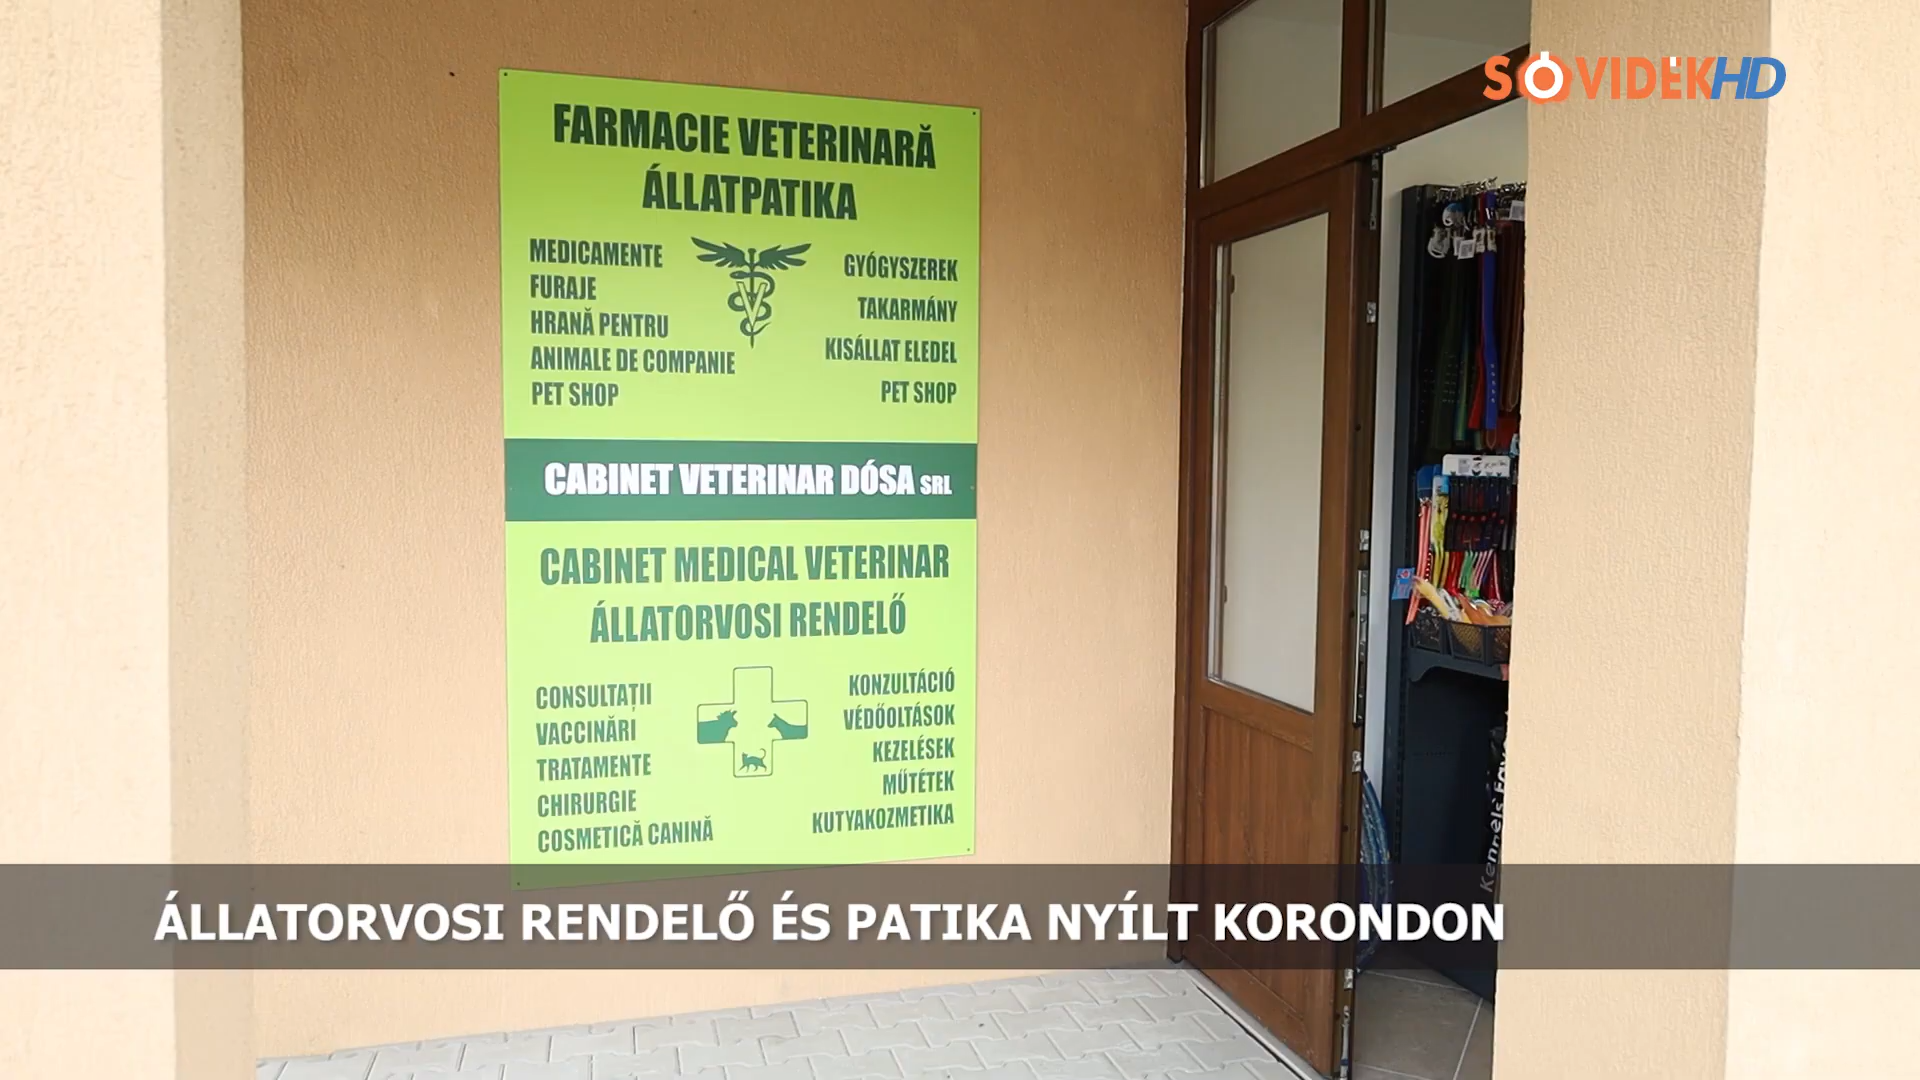 SÓVIDÉKHD
FARMACIE VETERINARĂ
ÁLLATPATIKA
MEDICAMENTE
FURAJE
HRANĂ PENTRU
ANIMALE DE COMPANIE
PET SHOP
V
GYÓGYSZEREK
TAKARMÁNY
KISÁLLAT ELEDEL
PET SHOP
CABINET VETERINAR DÓSA SRL
CABINET MEDICAL VETERINAR
ÁLLATORVOSI RENDELŐ
CONSULTAȚII
VACCINĂRI
TRATAMENTE
CHIRURGIE
COSMETICĂ CANINĂ
KONZULTÁCIÓ
VÉDŐOLTÁSOK
KEZELÉSEK
MŰTÉTEK
KUTYAKOZMETIKA
ÁLLATORVOSI RENDELŐ ÉS PATIKA NYÍLT KORONDON